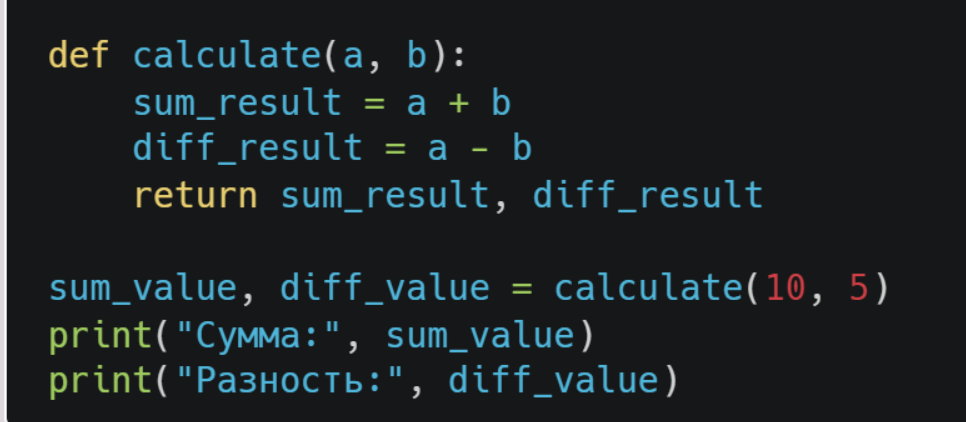 def calculate(a, b):
    sum_result = a + b
    diff_result = a - b
    return sum_result, diff_result

sum_value, diff_value = calculate(10, 5)
print("Сумма:", sum_value)
print("Разность:", diff_value)